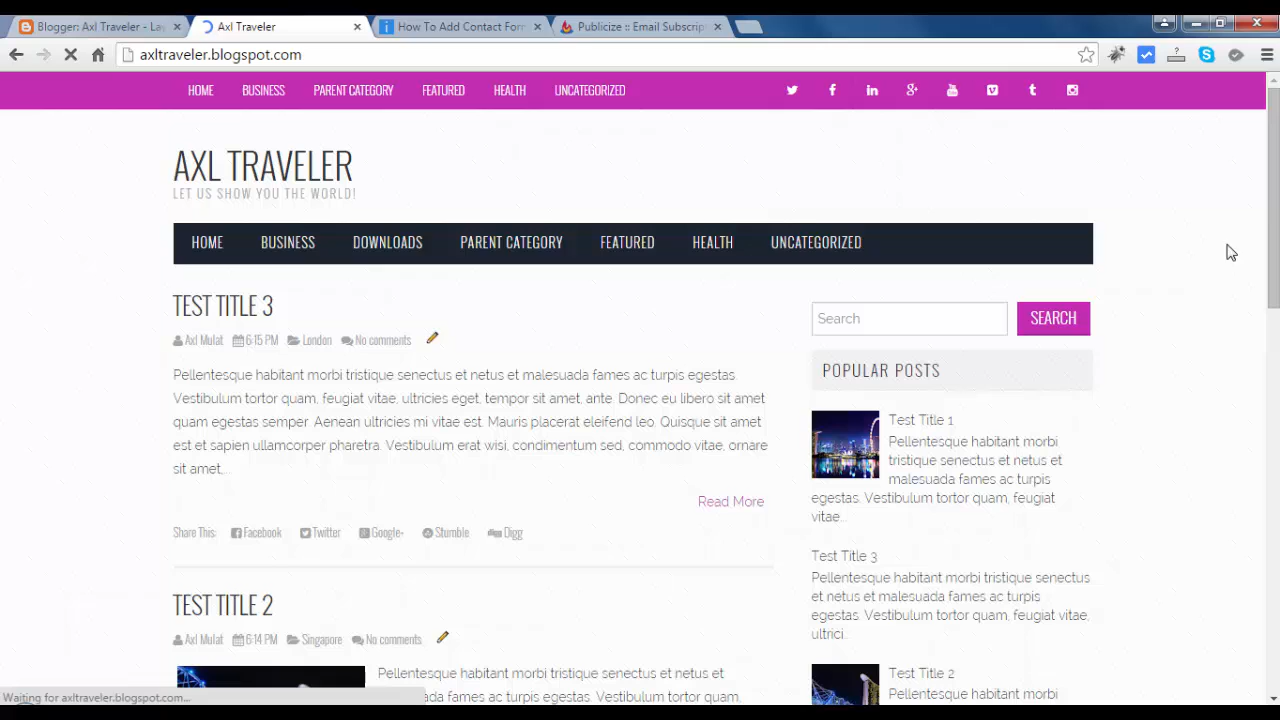 Blogger: Axl Traveler - Lay
Axl Traveler
How To Add Contact Form
Publicize :: Email Subscrip
axltraveler.blogspot.com
HOME BUSINESS PARENT CATEGORY FEATURED HEALTH UNCATEGORIZED
AXL TRAVELER
LET US SHOW YOU THE WORLD!
HOME BUSINESS DOWNLOADS PARENT CATEGORY FEATURED HEALTH UNCATEGORIZED
TEST TITLE 3
Axl Mulat 6:15 PM London No comments
Pellentesque habitant morbi tristique senectus et netus et malesuada fames ac turpis egestas.
Vestibulum tortor quam, feugiat vitae, ultricies eget, tempor sit amet, ante. Donec eu libero sit amet
quam egestas semper. Aenean ultricies mi vitae est. Mauris placerat eleifend leo. Quisque sit amet
est et sapien ullamcorper pharetra. Vestibulum erat wisi, condimentum sed, commodo vitae, ornare
sit amet,...
Read More
Share This: Facebook Twitter Google+ Stumble Digg
TEST TITLE 2
Axl Mulat 6:14 PM Singapore No comments
Pellentesque habitant morbi tristique senectus et netus et
malesuada fames ac turpis egestas. Vestibulum tortor quam,
Search SEARCH
POPULAR POSTS
Test Title 1
Pellentesque habitant morbi
tristique senectus et netus et
malesuada fames ac turpis
egestas. Vestibulum tortor quam, feugiat
vitae...
Test Title 3
Pellentesque habitant morbi tristique senectus
et netus et malesuada fames ac turpis
egestas. Vestibulum tortor quam, feugiat vitae,
ultrici...
Test Title 2
Pellentesque habitant morbi
Waiting for axltraveler.blogspot.com...